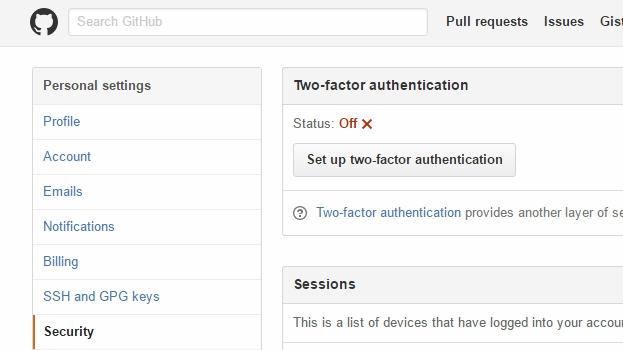 Search GitHub
Pull requests
Issues
Gist
Personal settings
Profile
Account
Emails
Notifications
Billing
SSH and GPG keys
Security
Two-factor authentication
Status: Off
Set up two-factor authentication
Two-factor authentication provides another layer of
Sessions
This is a list of devices that have logged into your